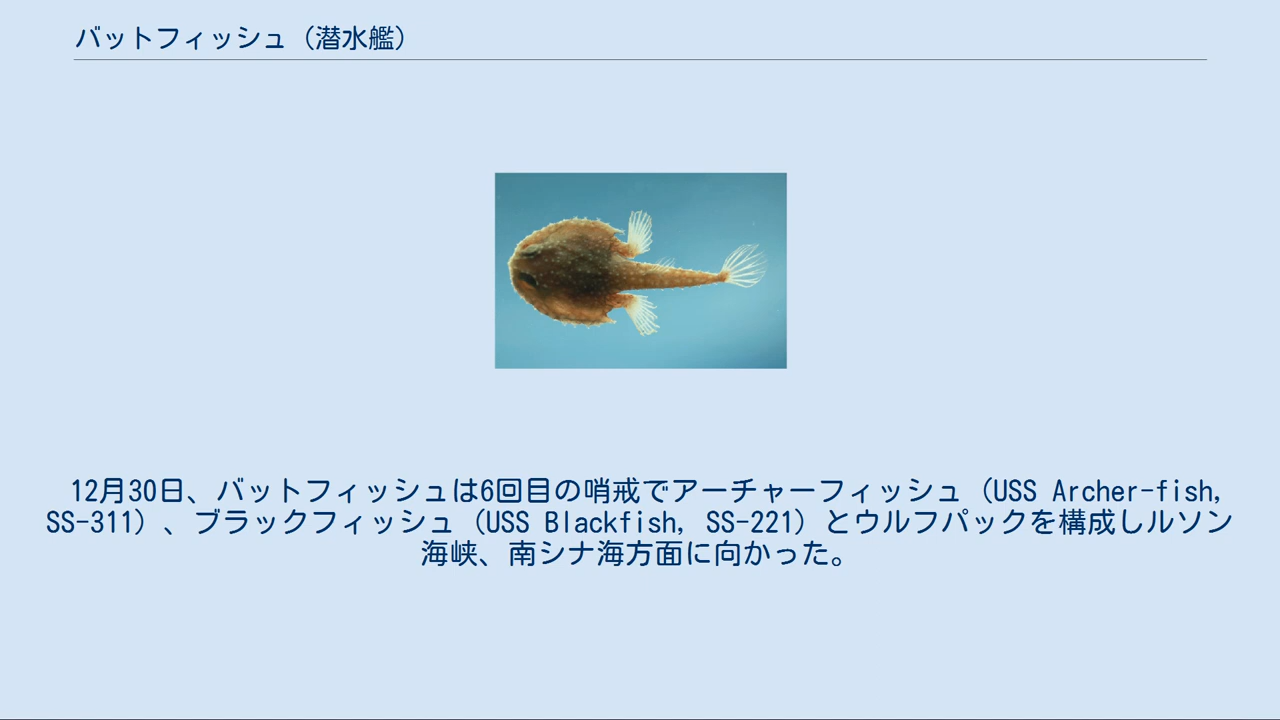 バットフィッシュ（潜水艦）
12月30日、バットフィッシュは6回目の哨戒でアーチャーフィッシュ（USS Archer-fish,
SS-311）、ブラックフィッシュ（USS Blackfish, SS-221）とウルフパックを構成しルソン
海峡、南シナ海方面に向かった。